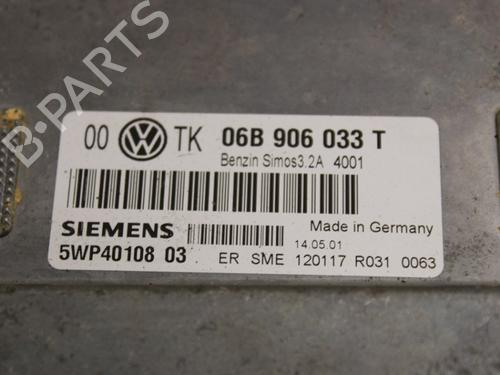 00 VW TK 06B 906 033 T
Benzin Simos3.2A 4001
SIEMENS Made in Germany
14.05.01
5WP40108 03 ER SME 120117 R031 0063